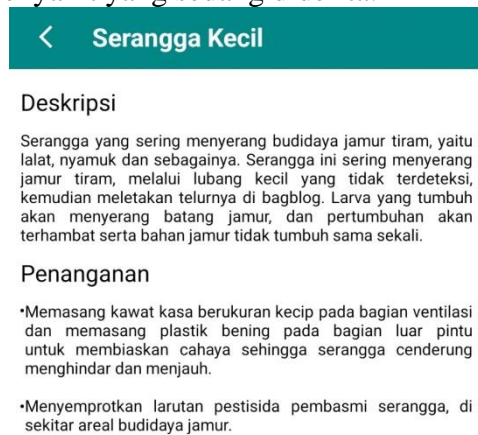 Serangga Kecil
Deskripsi
Serangga yang sering menyerang budidaya jamur tiram, yaitu
lalat, nyamuk dan sebagainya. Serangga ini sering menyerang
jamur tiram, melalui lubang kecil yang tidak terdeteksi,
kemudian meletakan telurnya di bagblog. Larva yang tumbuh
akan menyerang batang jamur, dan pertumbuhan akan
terhambat serta bahan jamur tidak tumbuh sama sekali.
Penanganan
•Memasang kawat kasa berukuran kecip pada bagian ventilasi
dan memasang plastik bening pada bagian luar pintu
untuk membiaskan cahaya sehingga serangga cenderung
menghindar dan menjauh.
•Menyemprotkan larutan pestisida pembasmi serangga, di
sekitar areal budidaya jamur.